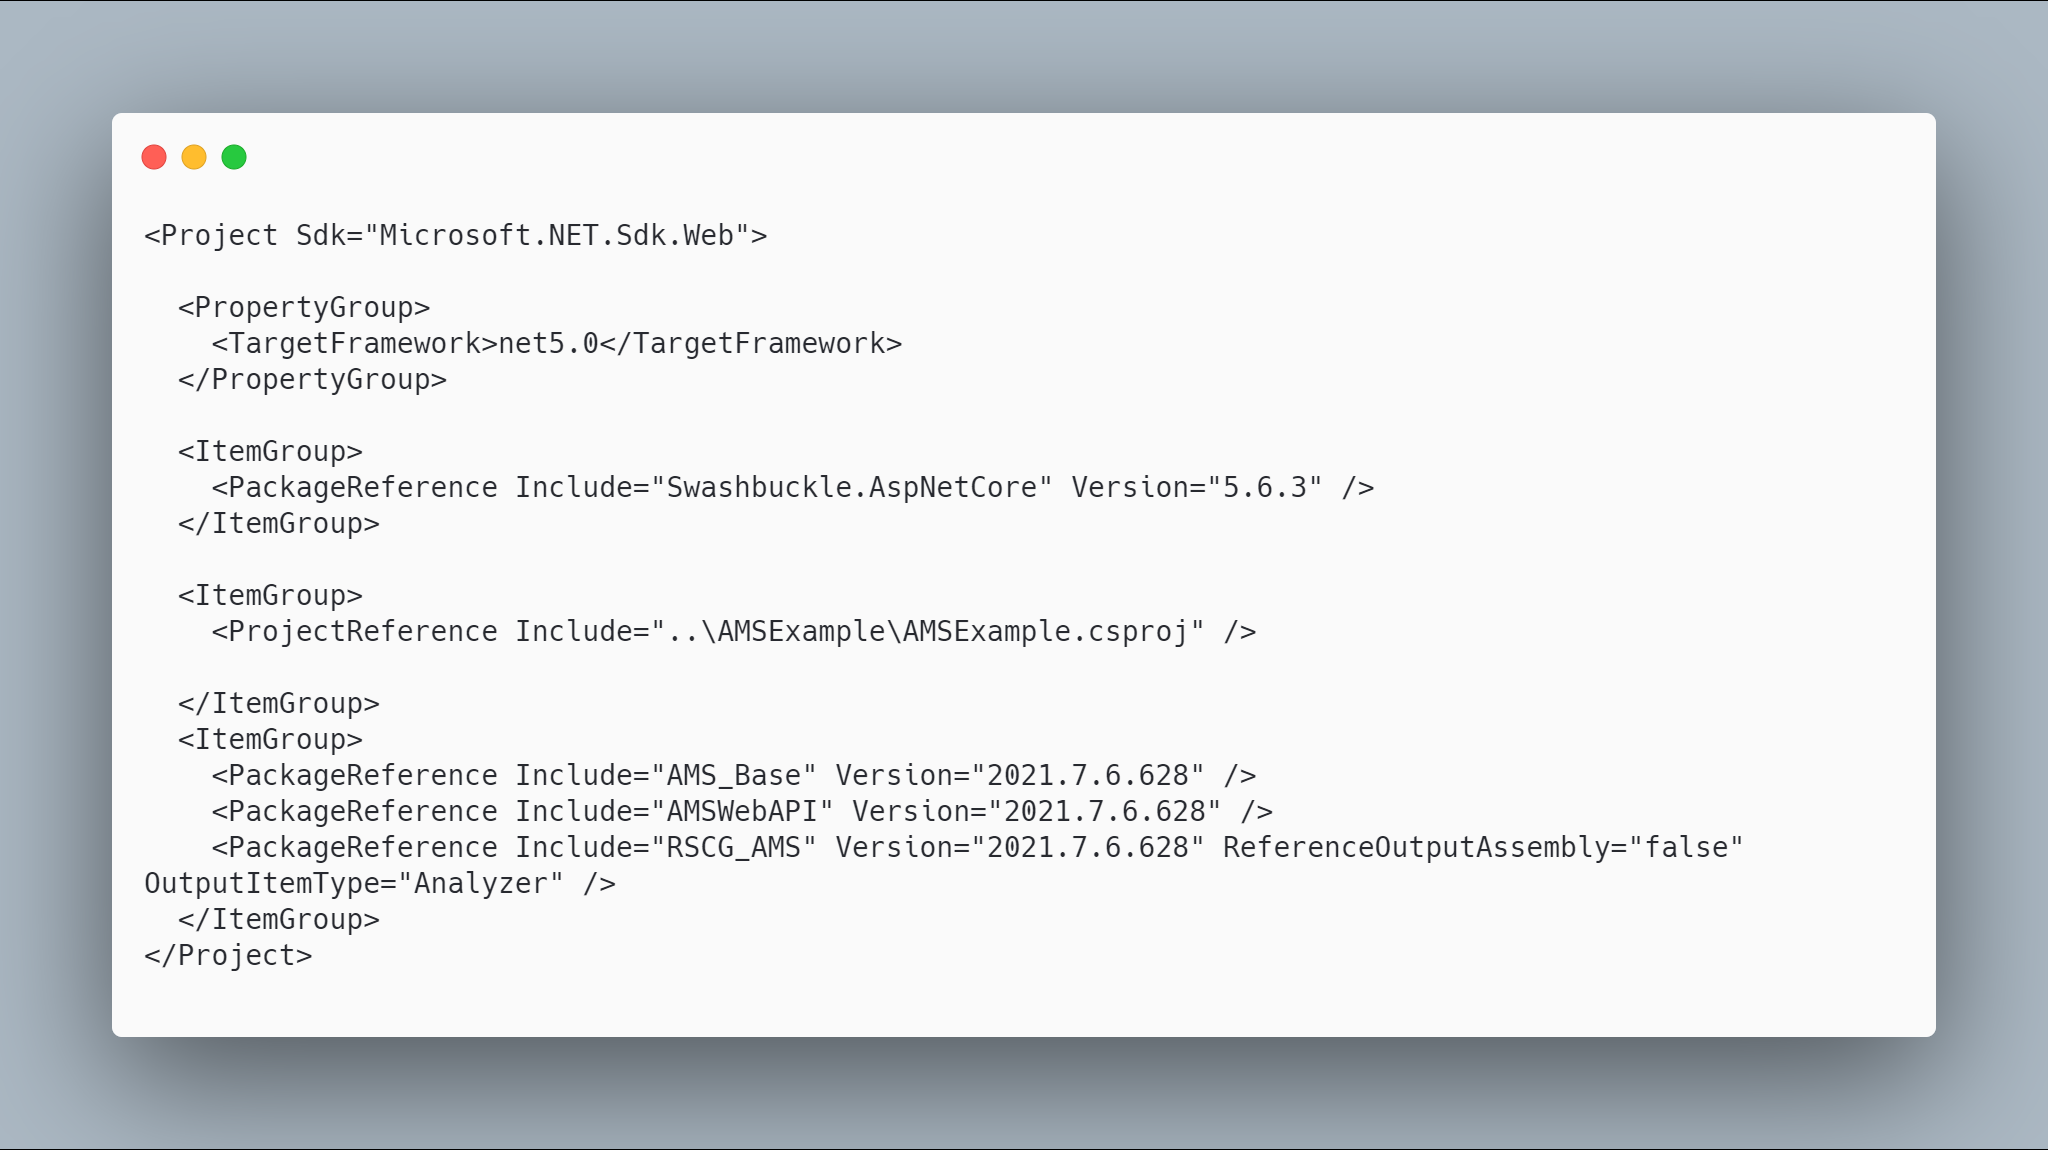 <Project Sdk="Microsoft.NET.Sdk.Web">
  <PropertyGroup>
    <TargetFramework>net5.0</TargetFramework>
  </PropertyGroup>
  <ItemGroup>
    <PackageReference Include="Swashbuckle.AspNetCore" Version="5.6.3" />
  </ItemGroup>
  <ItemGroup>
    <ProjectReference Include="..\AMSExample\AMSExample.csproj" />
  </ItemGroup>
  <ItemGroup>
    <PackageReference Include="AMS_Base" Version="2021.7.6.628" />
    <PackageReference Include="AMSWebAPI" Version="2021.7.6.628" />
    <PackageReference Include="RSCG_AMS" Version="2021.7.6.628" ReferenceOutputAssembly="false"
OutputItemType="Analyzer" />
  </ItemGroup>
</Project>